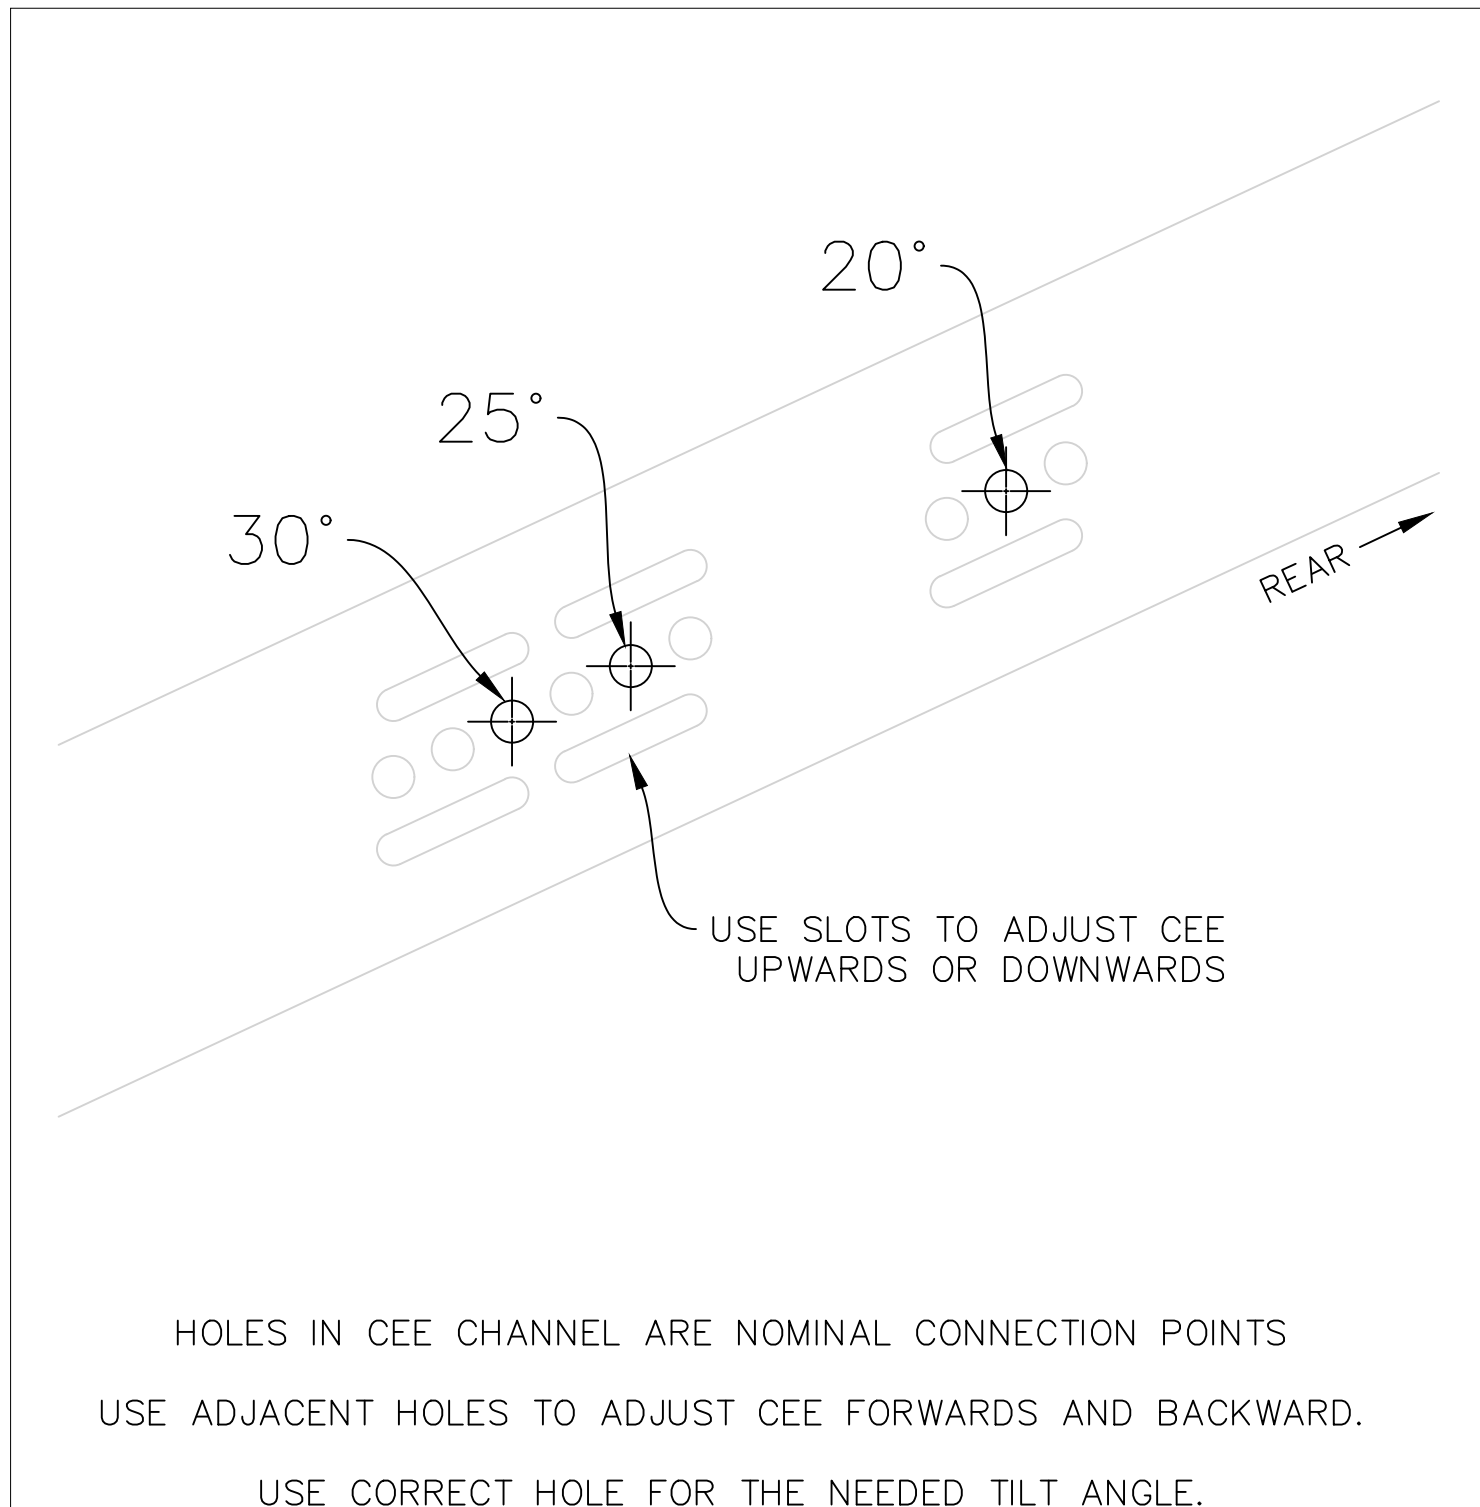 20°
25°
30°
REAR
USE SLOTS TO ADJUST CEE
UPWARDS OR DOWNWARDS
HOLES IN CEE CHANNEL ARE NOMINAL CONNECTION POINTS
USE ADJACENT HOLES TO ADJUST CEE FORWARDS AND BACKWARD.
USE CORRECT HOLE FOR THE NEEDED TILT ANGLE.